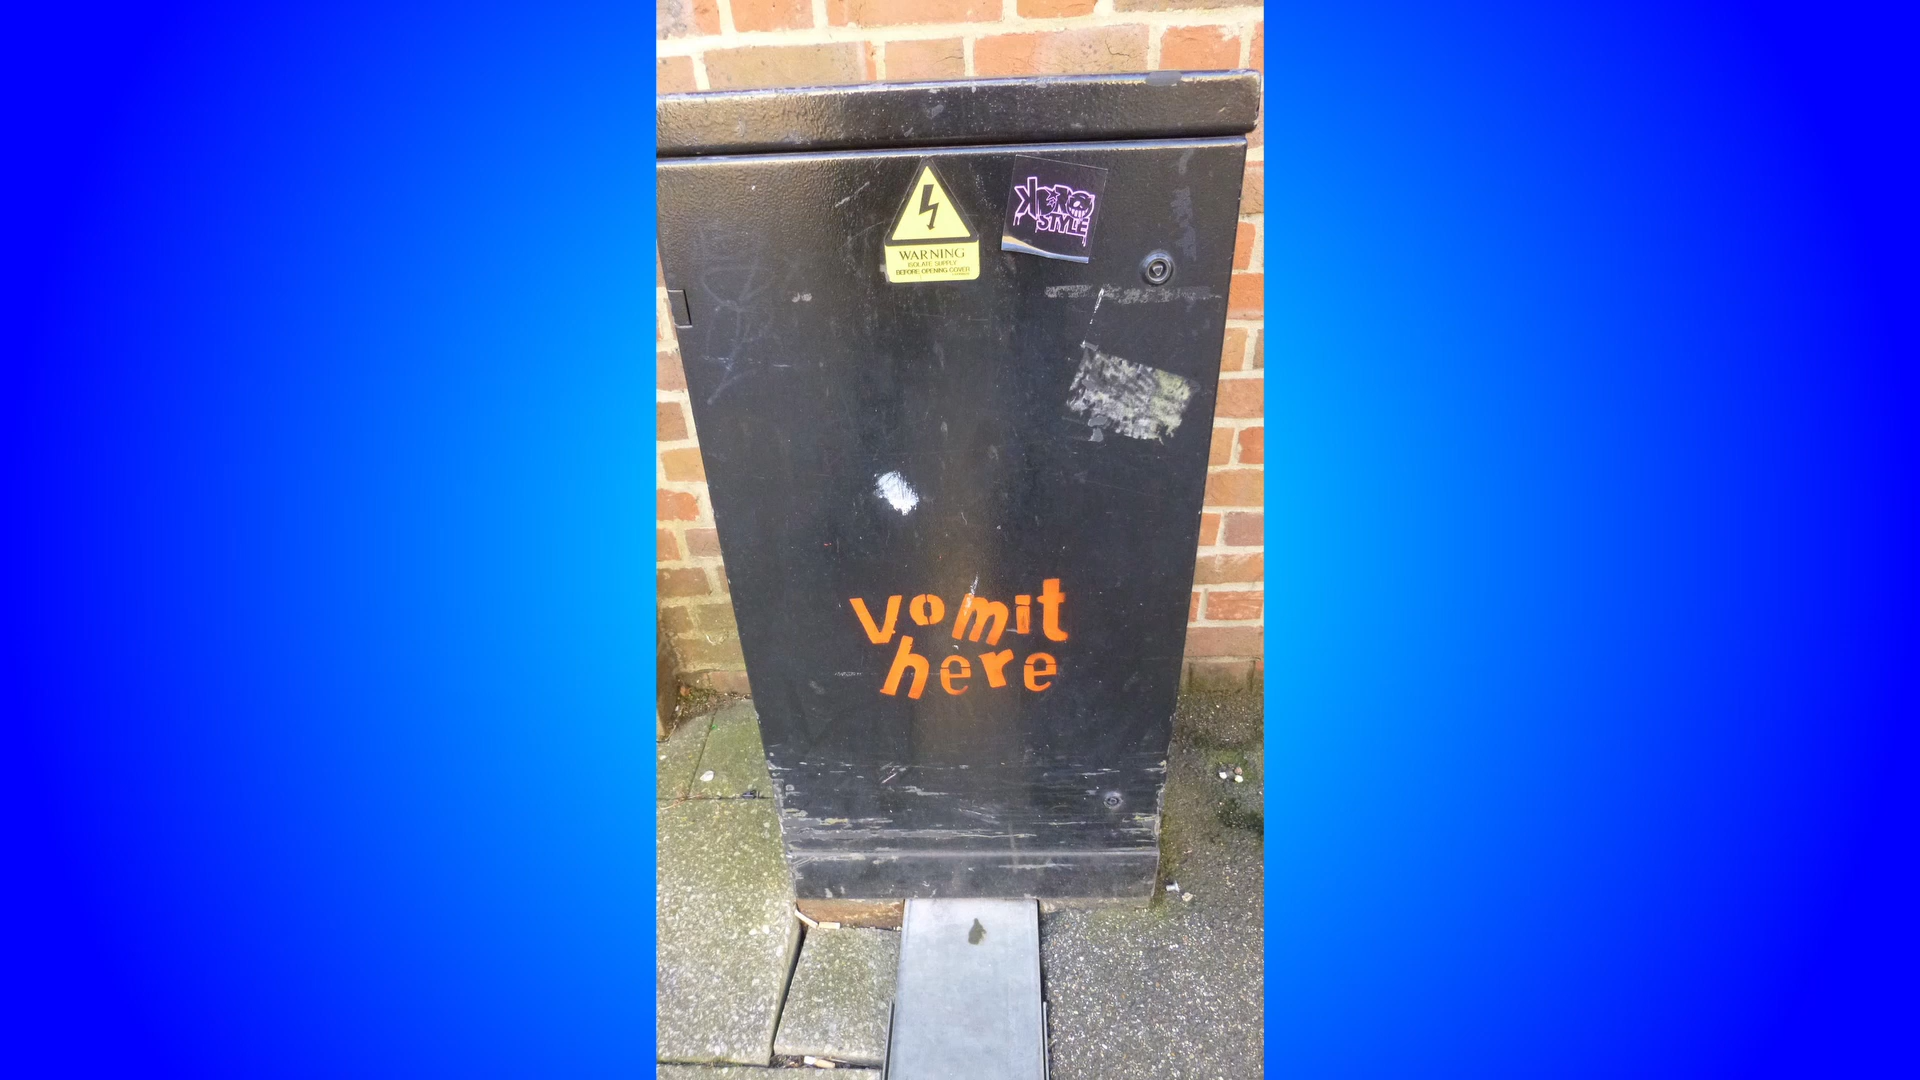 WARNING
ISOLATE SUPPLY
BEFORE OPENING COVER
STYLE
vomit
here